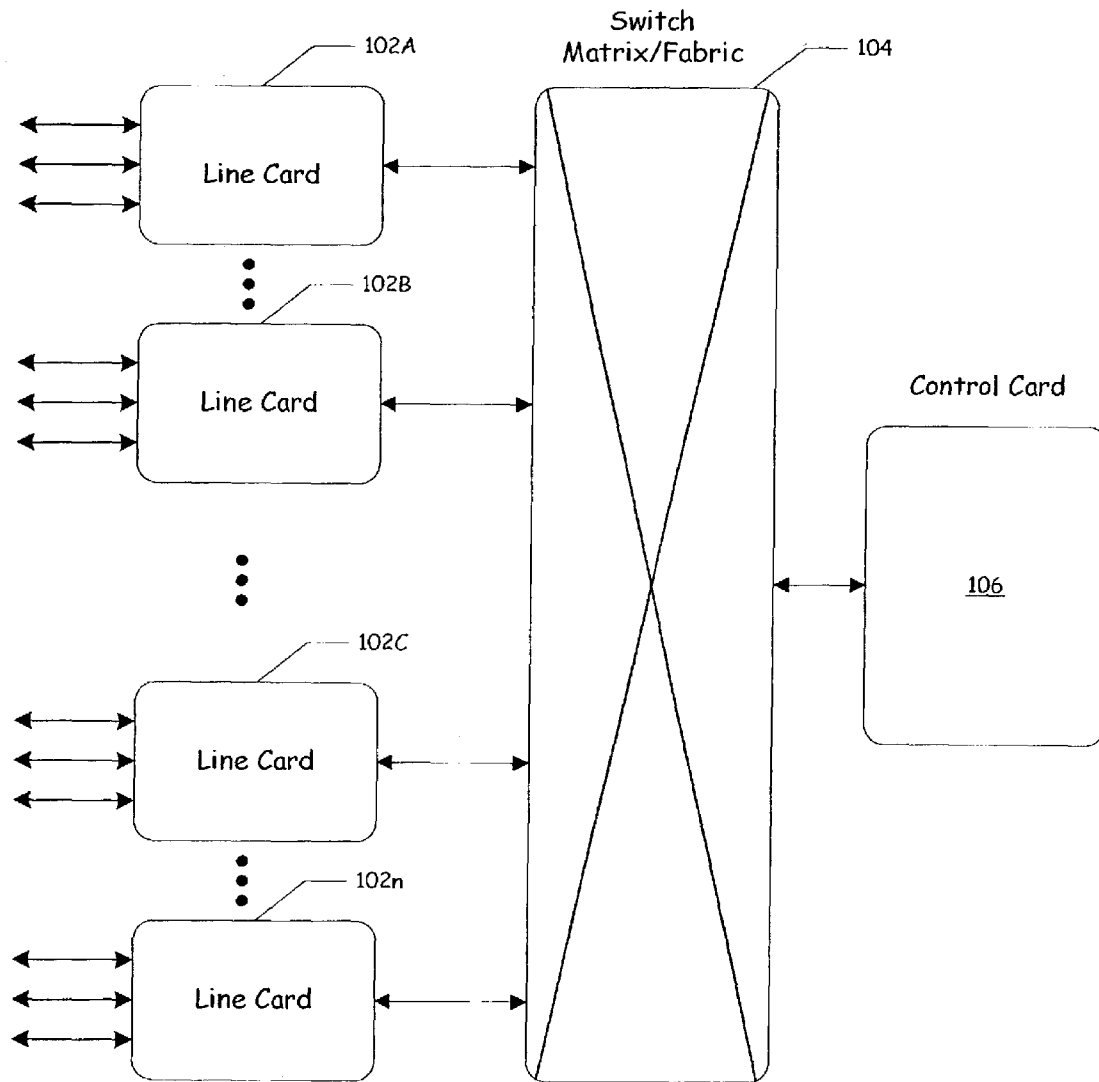 Switch
Matrix/Fabric
102A
104
Line Card
102B
Line Card
Control Card
106
102C
Line Card
102n
Line Card